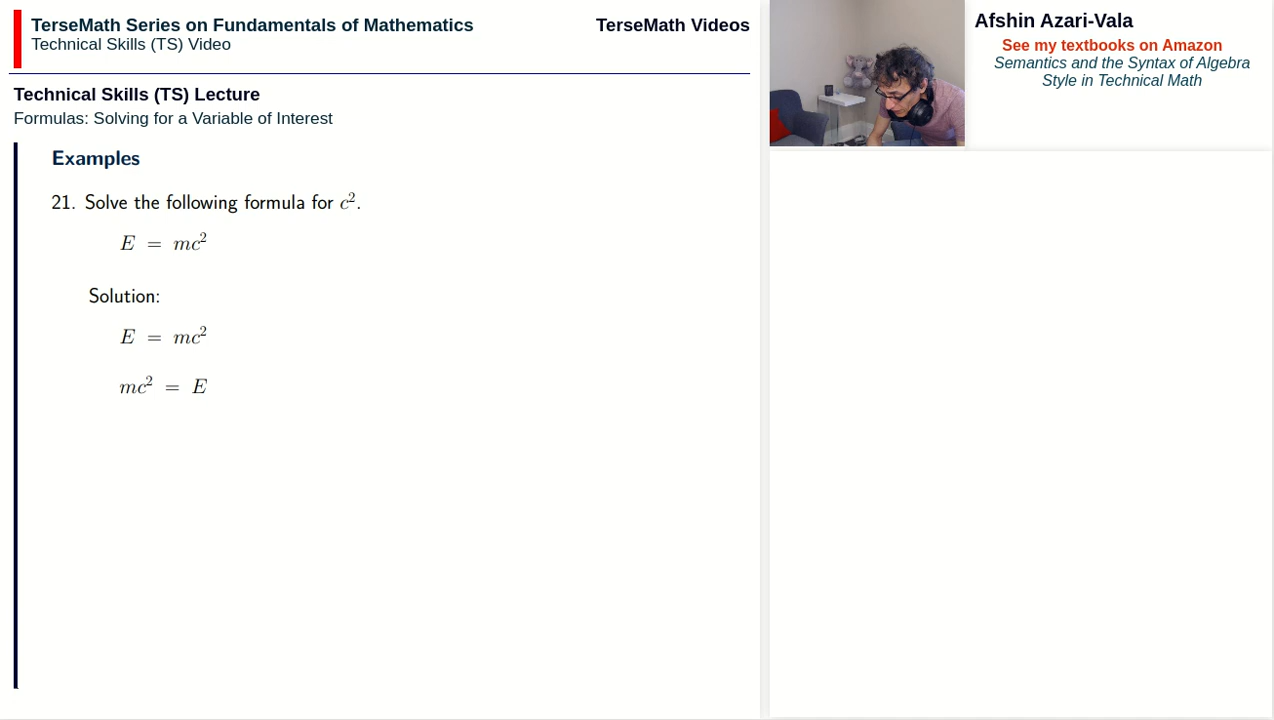 TerseMath Series on Fundamentals of Mathematics
TerseMath Videos
Technical Skills (TS) Video
Technical Skills (TS) Lecture
Formulas: Solving for a Variable of Interest
Examples
21. Solve the following formula for c².
E = mc²
Solution:
E = mc²
mc² = E
Afshin Azari-Vala
See my textbooks on Amazon
Semantics and the Syntax of Algebra
Style in Technical Math